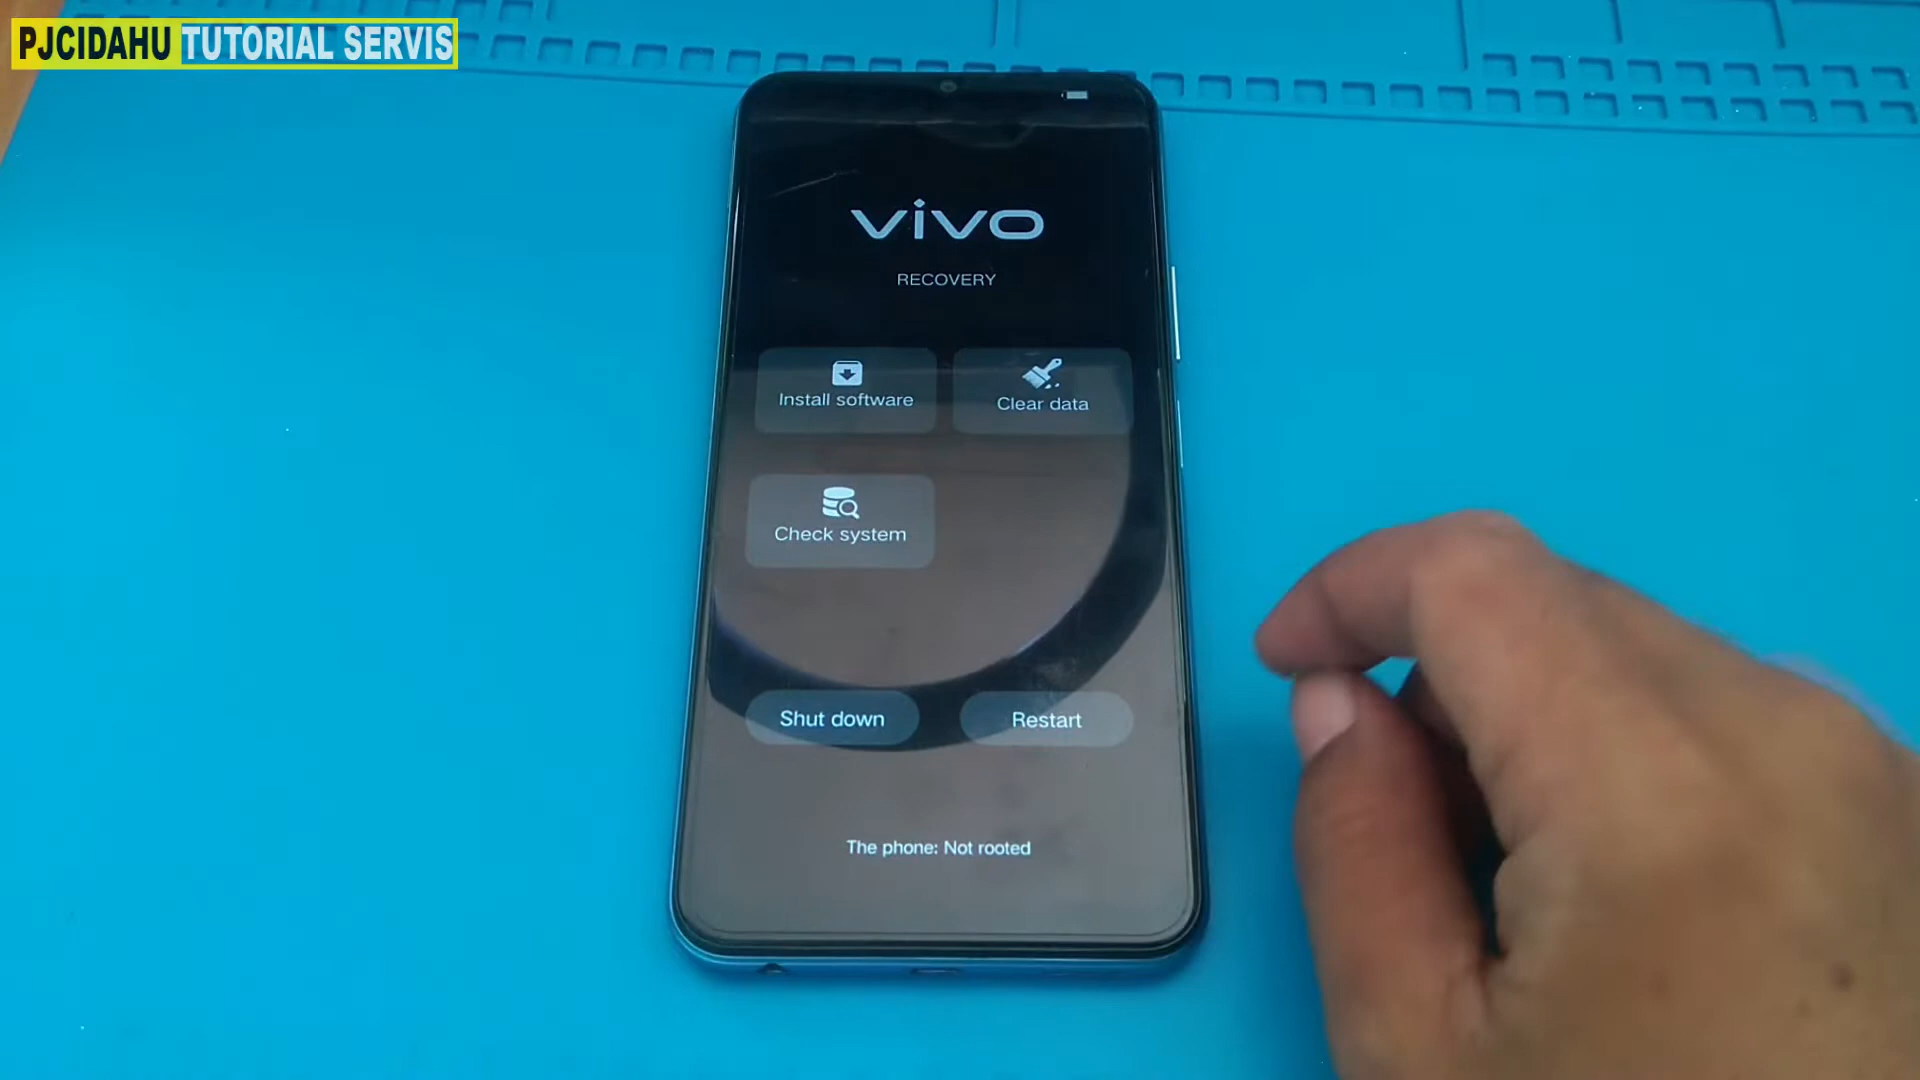 PJCIDAHU TUTORIAL SERVIS
vivo
RECOVERY
Install software
Clear data
Check system
Shut down
Restart
The phone: Not rooted